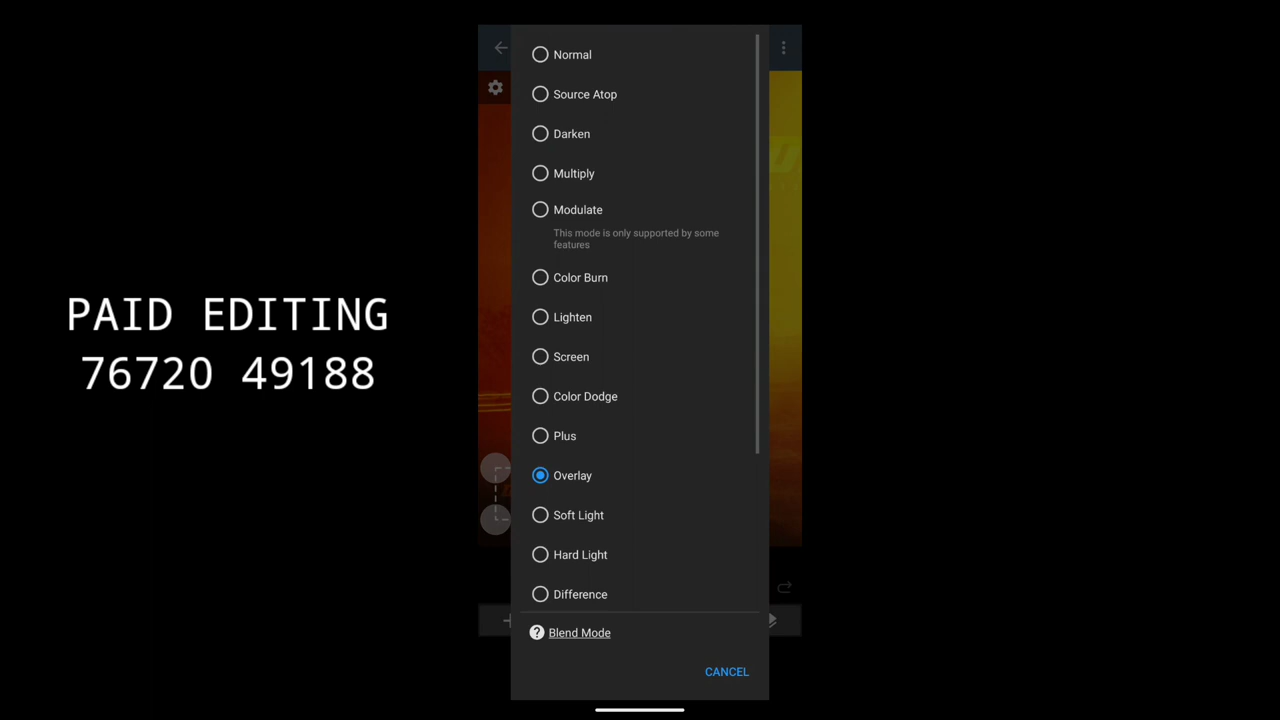 Normal
Source Atop
Darken
Multiply
Modulate
This mode is only supported by some
features
Color Burn
Lighten
Screen
Color Dodge
Plus
Overlay
Soft Light
Hard Light
Difference
? Blend Mode
CANCEL
PAID EDITING
76720 49188